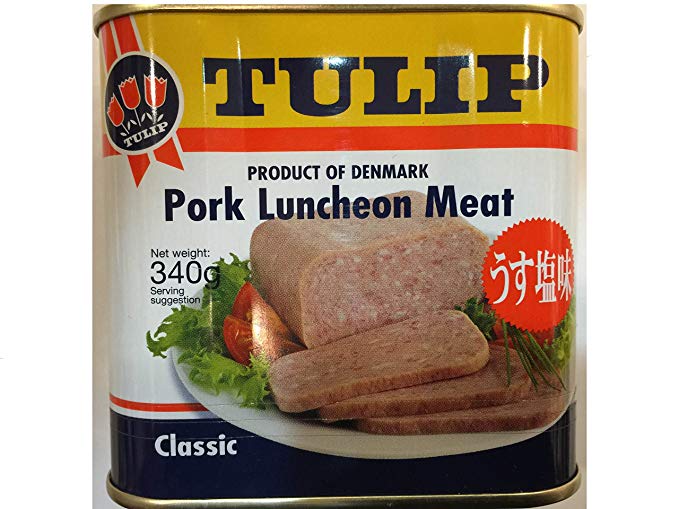 TULIP
TULIP
PRODUCT OF DENMARK
Pork Luncheon Meat
Net weight:
340g
Serving
suggestion
うす塩味
Classic